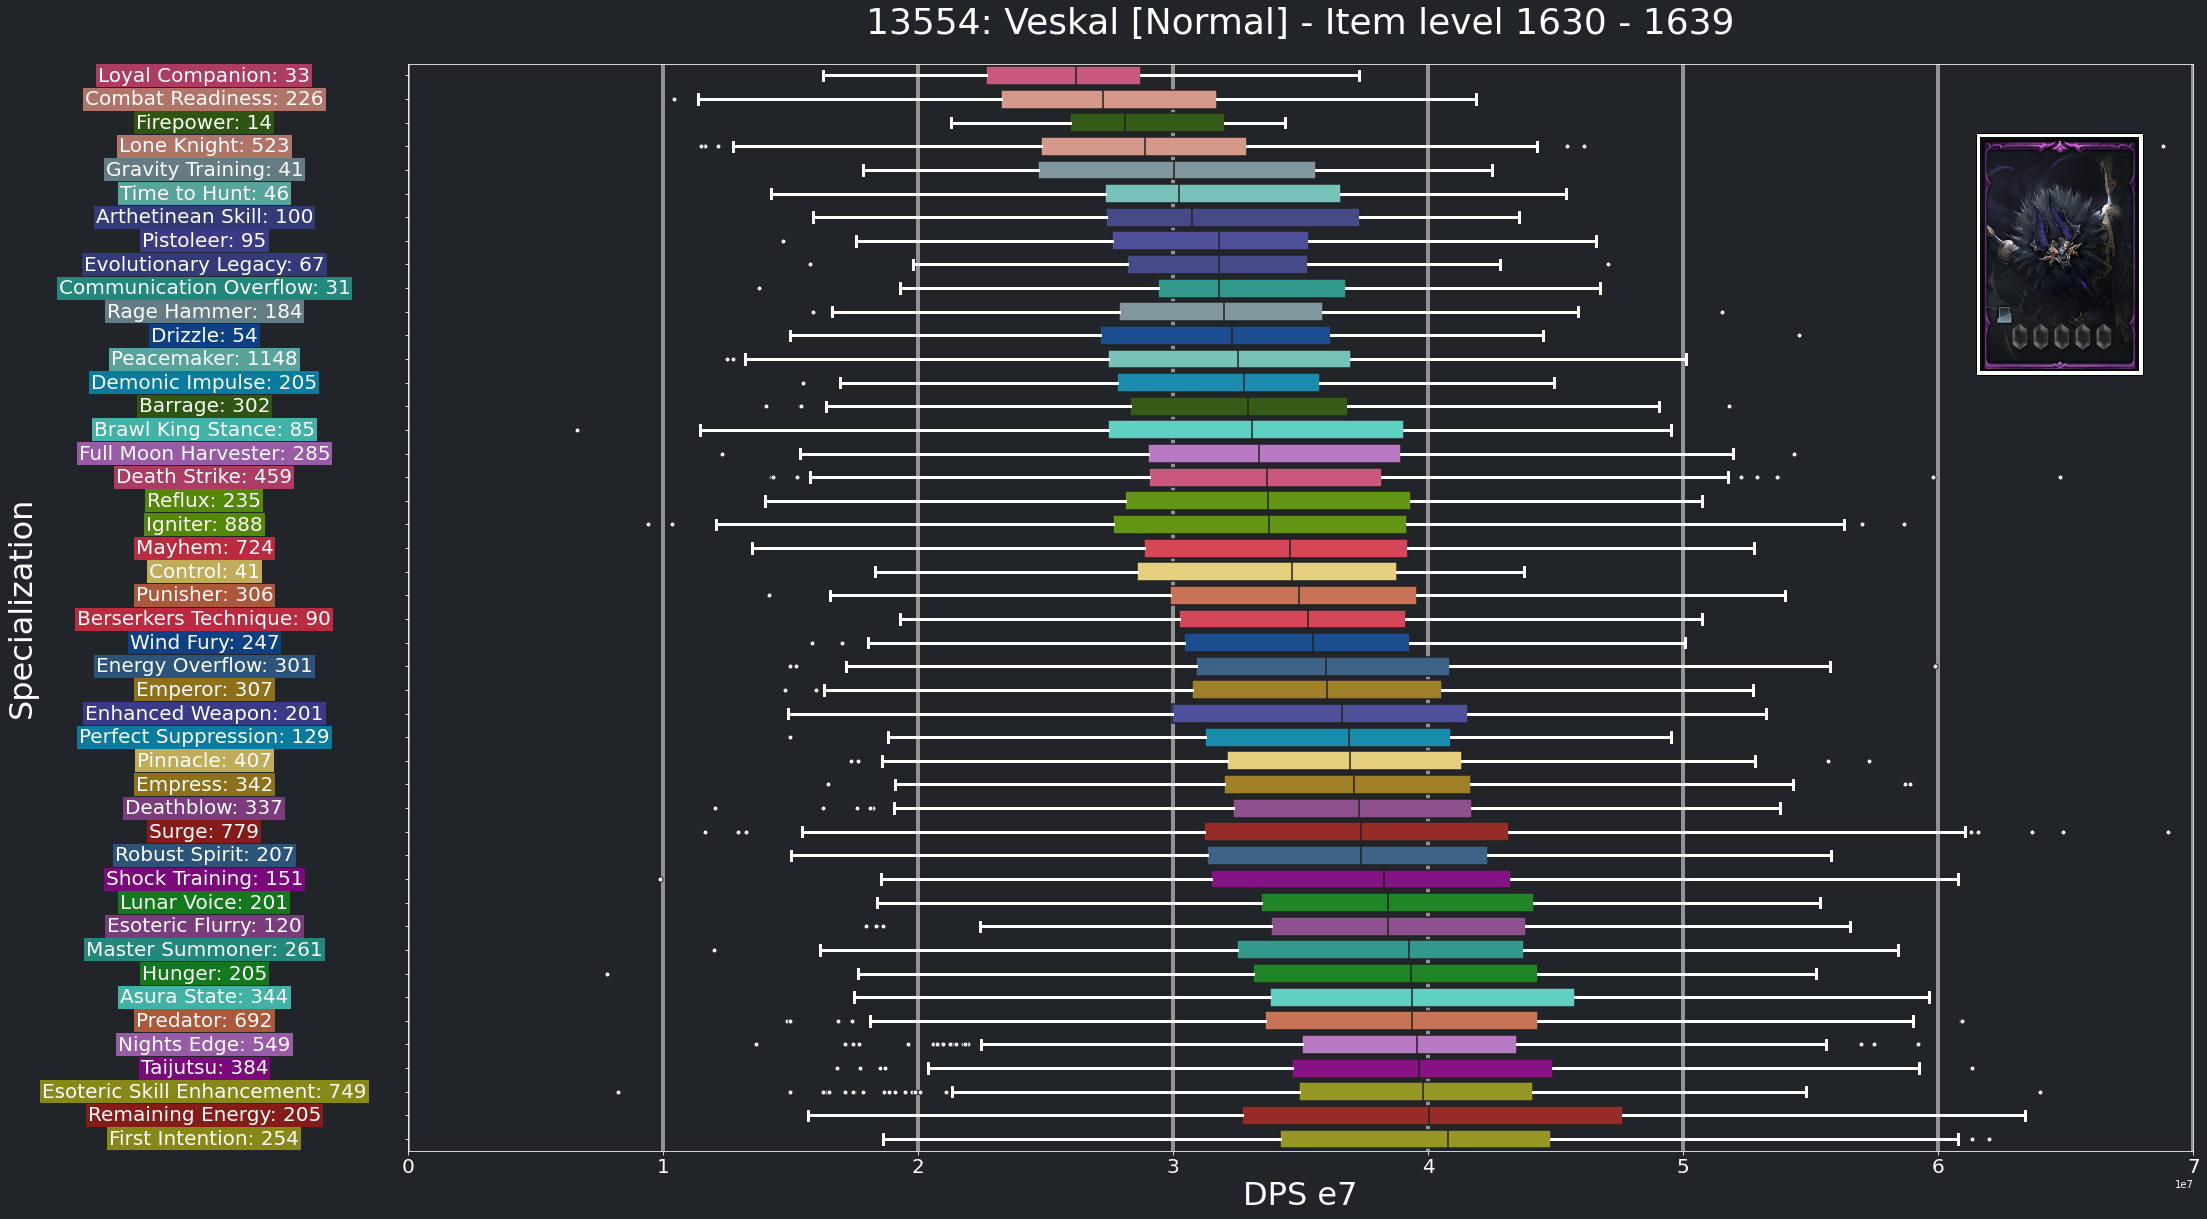 13554: Veskal [Normal] - Item level 1630 - 1639
Loyal Companion: 33
Combat Readiness: 226
Firepower: 14
Lone Knight: 523
Gravity Training: 41
Time to Hunt: 46
Arthetinean Skill: 100
Pistoleer: 95
Evolutionary Legacy: 67
Communication Overflow: 31
Rage Hammer: 184
Drizzle: 54
Peacemaker: 1148
Demonic Impulse: 205
Barrage: 302
Brawl King Stance: 85
Full Moon Harvester: 285
Death Strike: 459
Reflux: 235
Igniter: 888
Mayhem: 724
Control: 41
Punisher: 306
Berserkers Technique: 90
Wind Fury: 247
Energy Overflow: 301
Emperor: 307
Enhanced Weapon: 201
Perfect Suppression: 129
Pinnacle: 407
Empress: 342
Deathblow: 337
Surge: 779
Robust Spirit: 207
Shock Training: 151
Lunar Voice: 201
Esoteric Flurry: 120
Master Summoner: 261
Hunger: 205
Asura State: 344
Predator: 692
Nights Edge: 549
Taijutsu: 384
Esoteric Skill Enhancement: 749
Remaining Energy: 205
First Intention: 254
Specialization
0 1 2 3 4 5 6 7
1e7
DPS e7